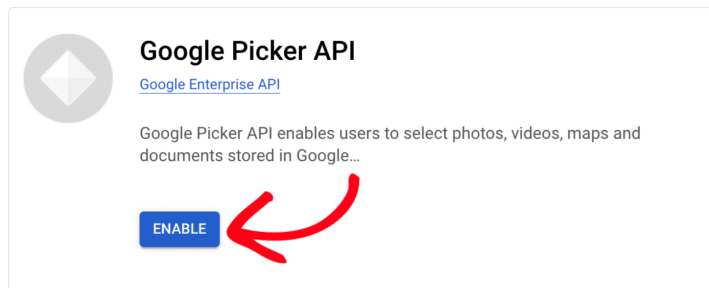 Google Picker API
Google Enterprise API
Google Picker API enables users to select photos, videos, maps and
documents stored in Google…
ENABLE